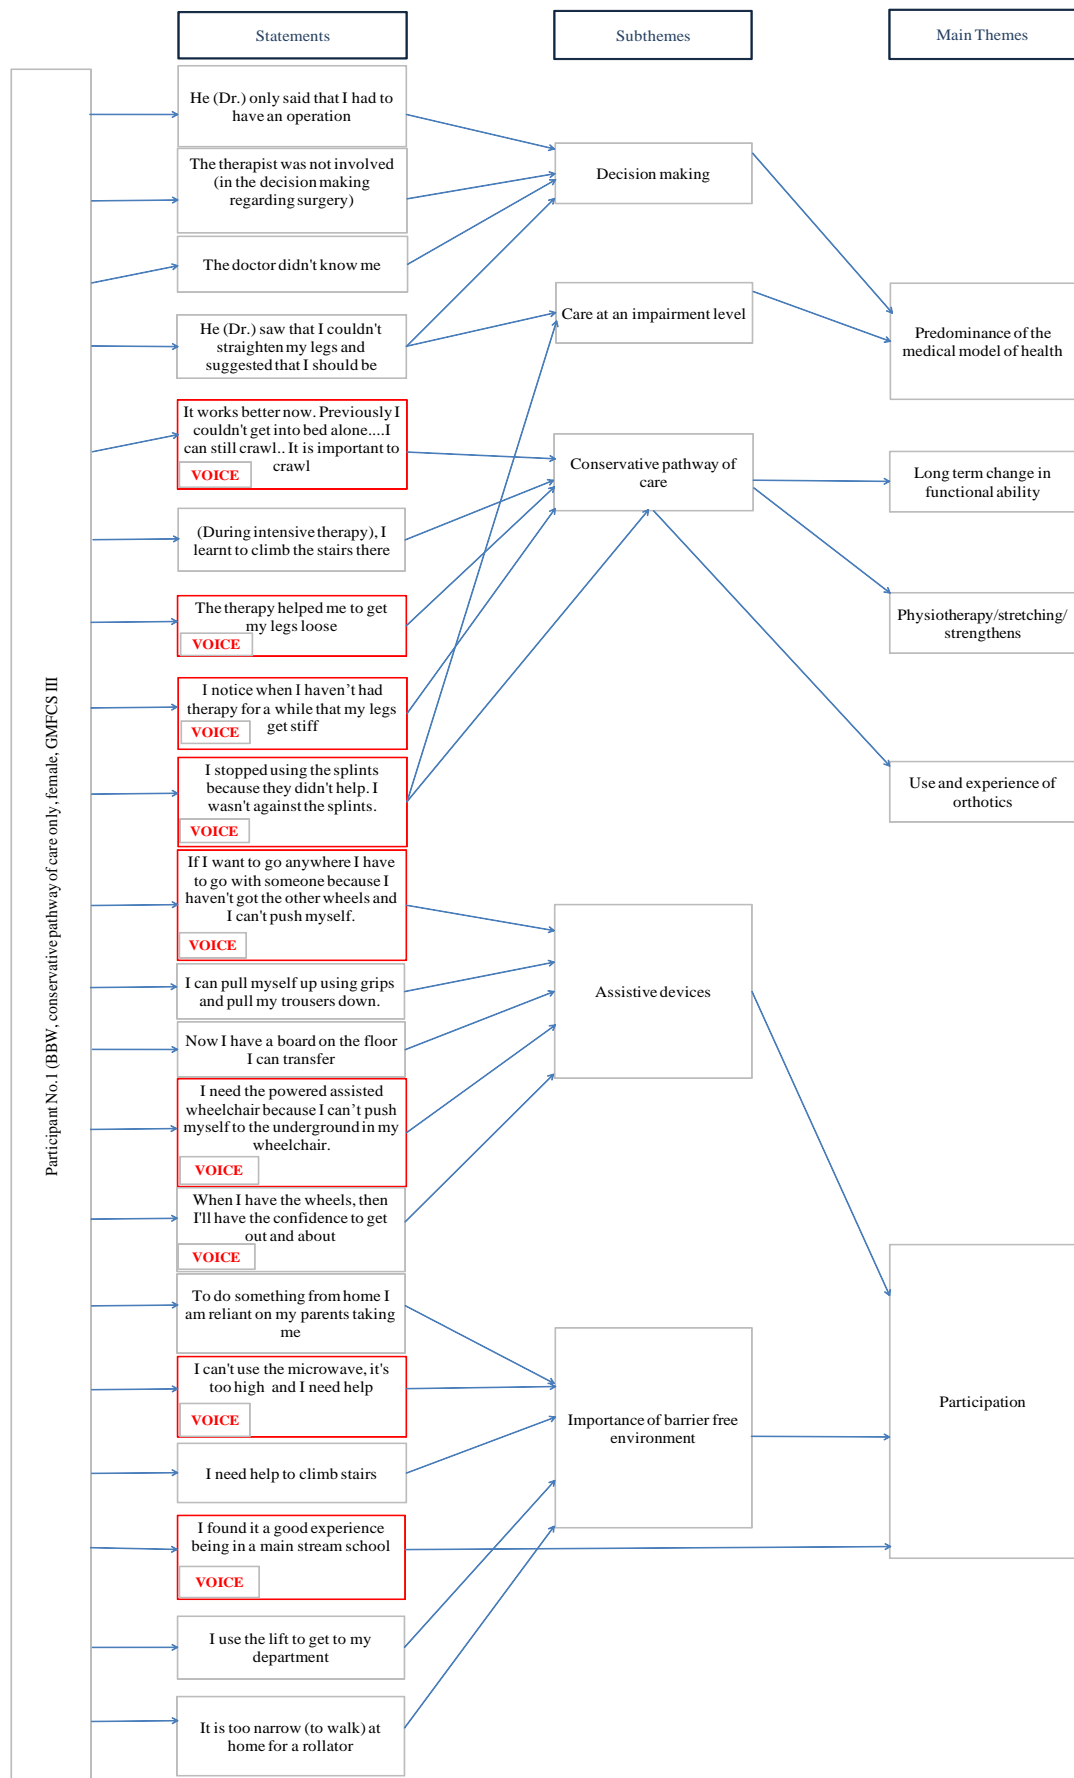 Statements
Subthemes
Main Themes
Participant No.1 (BBW, conservative pathway of care only, female, GMFCS III
He (Dr.) only said that I had to
have an operation
The therapist was not involved
(in the decision making
regarding surgery)
The doctor didn't know me
He (Dr.) saw that I couldn't
straighten my legs and
suggested that I should be
It works better now. Previously I
couldn't get into bed alone....I
can still crawl.. It is important to
crawl
VOICE
(During intensive therapy), I
learnt to climb the stairs there
The therapy helped me to get
my legs loose
VOICE
I notice when I haven’t had
therapy for a while that my legs
get stiff
VOICE
I stopped using the splints
because they didn't help. I
wasn't against the splints.
VOICE
If I want to go anywhere I have
to go with someone because I
haven't got the other wheels and
I can't push myself.
VOICE
I can pull myself up using grips
and pull my trousers down.
Now I have a board on the floor
I can transfer
I need the powered assisted
wheelchair because I can’t push
myself to the underground in my
wheelchair.
VOICE
When I have the wheels, then
I'll have the confidence to get
out and about
VOICE
To do something from home I
am reliant on my parents taking
me
I can't use the microwave, it's
too high and I need help
VOICE
I need help to climb stairs
I found it a good experience
being in a main stream school
VOICE
I use the lift to get to my
department
It is too narrow (to walk) at
home for a rollator
Decision making
Care at an impairment level
Conservative pathway of
care
Assistive devices
Importance of barrier free
environment
Predominance of the
medical model of health
Long term change in
functional ability
Physiotherapy/stretching/
strengthens
Use and experience of
orthotics
Participation